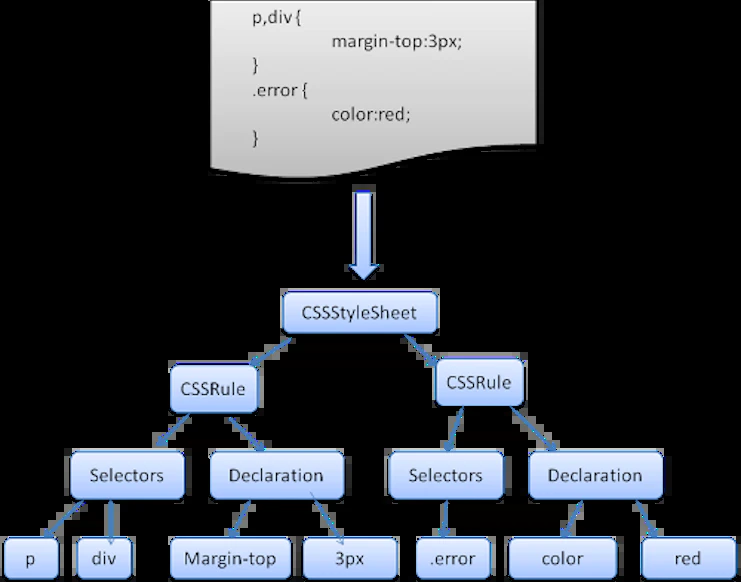 p,div {
margin-top:3px;
}
.error {
color:red;
}
CSSStyleSheet
CSSRule
CSSRule
Selectors
Declaration
Selectors
Declaration
p
div
Margin-top
3px
.error
color
red